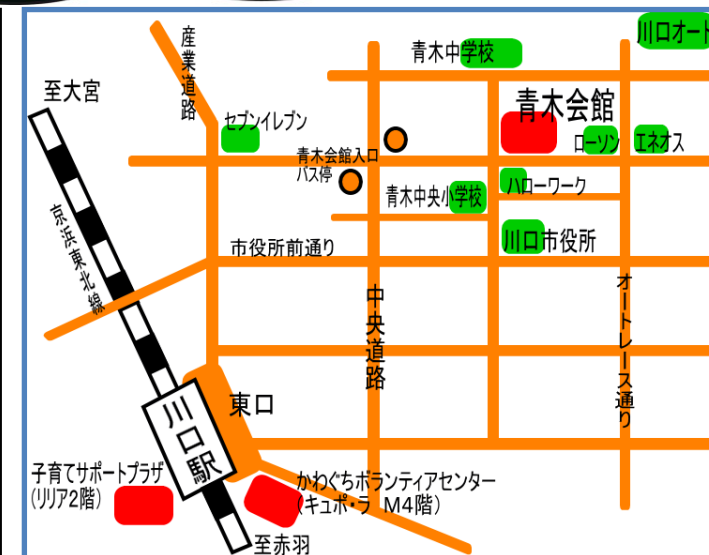 川口オート
産業道路
青木中学校
至大宮
青木会館
セブンイレブン
ローソン
エネオス
青木会館入口
バス停
青木中央小学校
ハローワーク
京浜東北線
市役所前通り
川口市役所
中央道路
オートレース通り
東口
川口駅
子育てサポートプラザ
(リリア2階)
かわぐちボランティアセンター
(キュポ・ラ M4階)
至赤羽